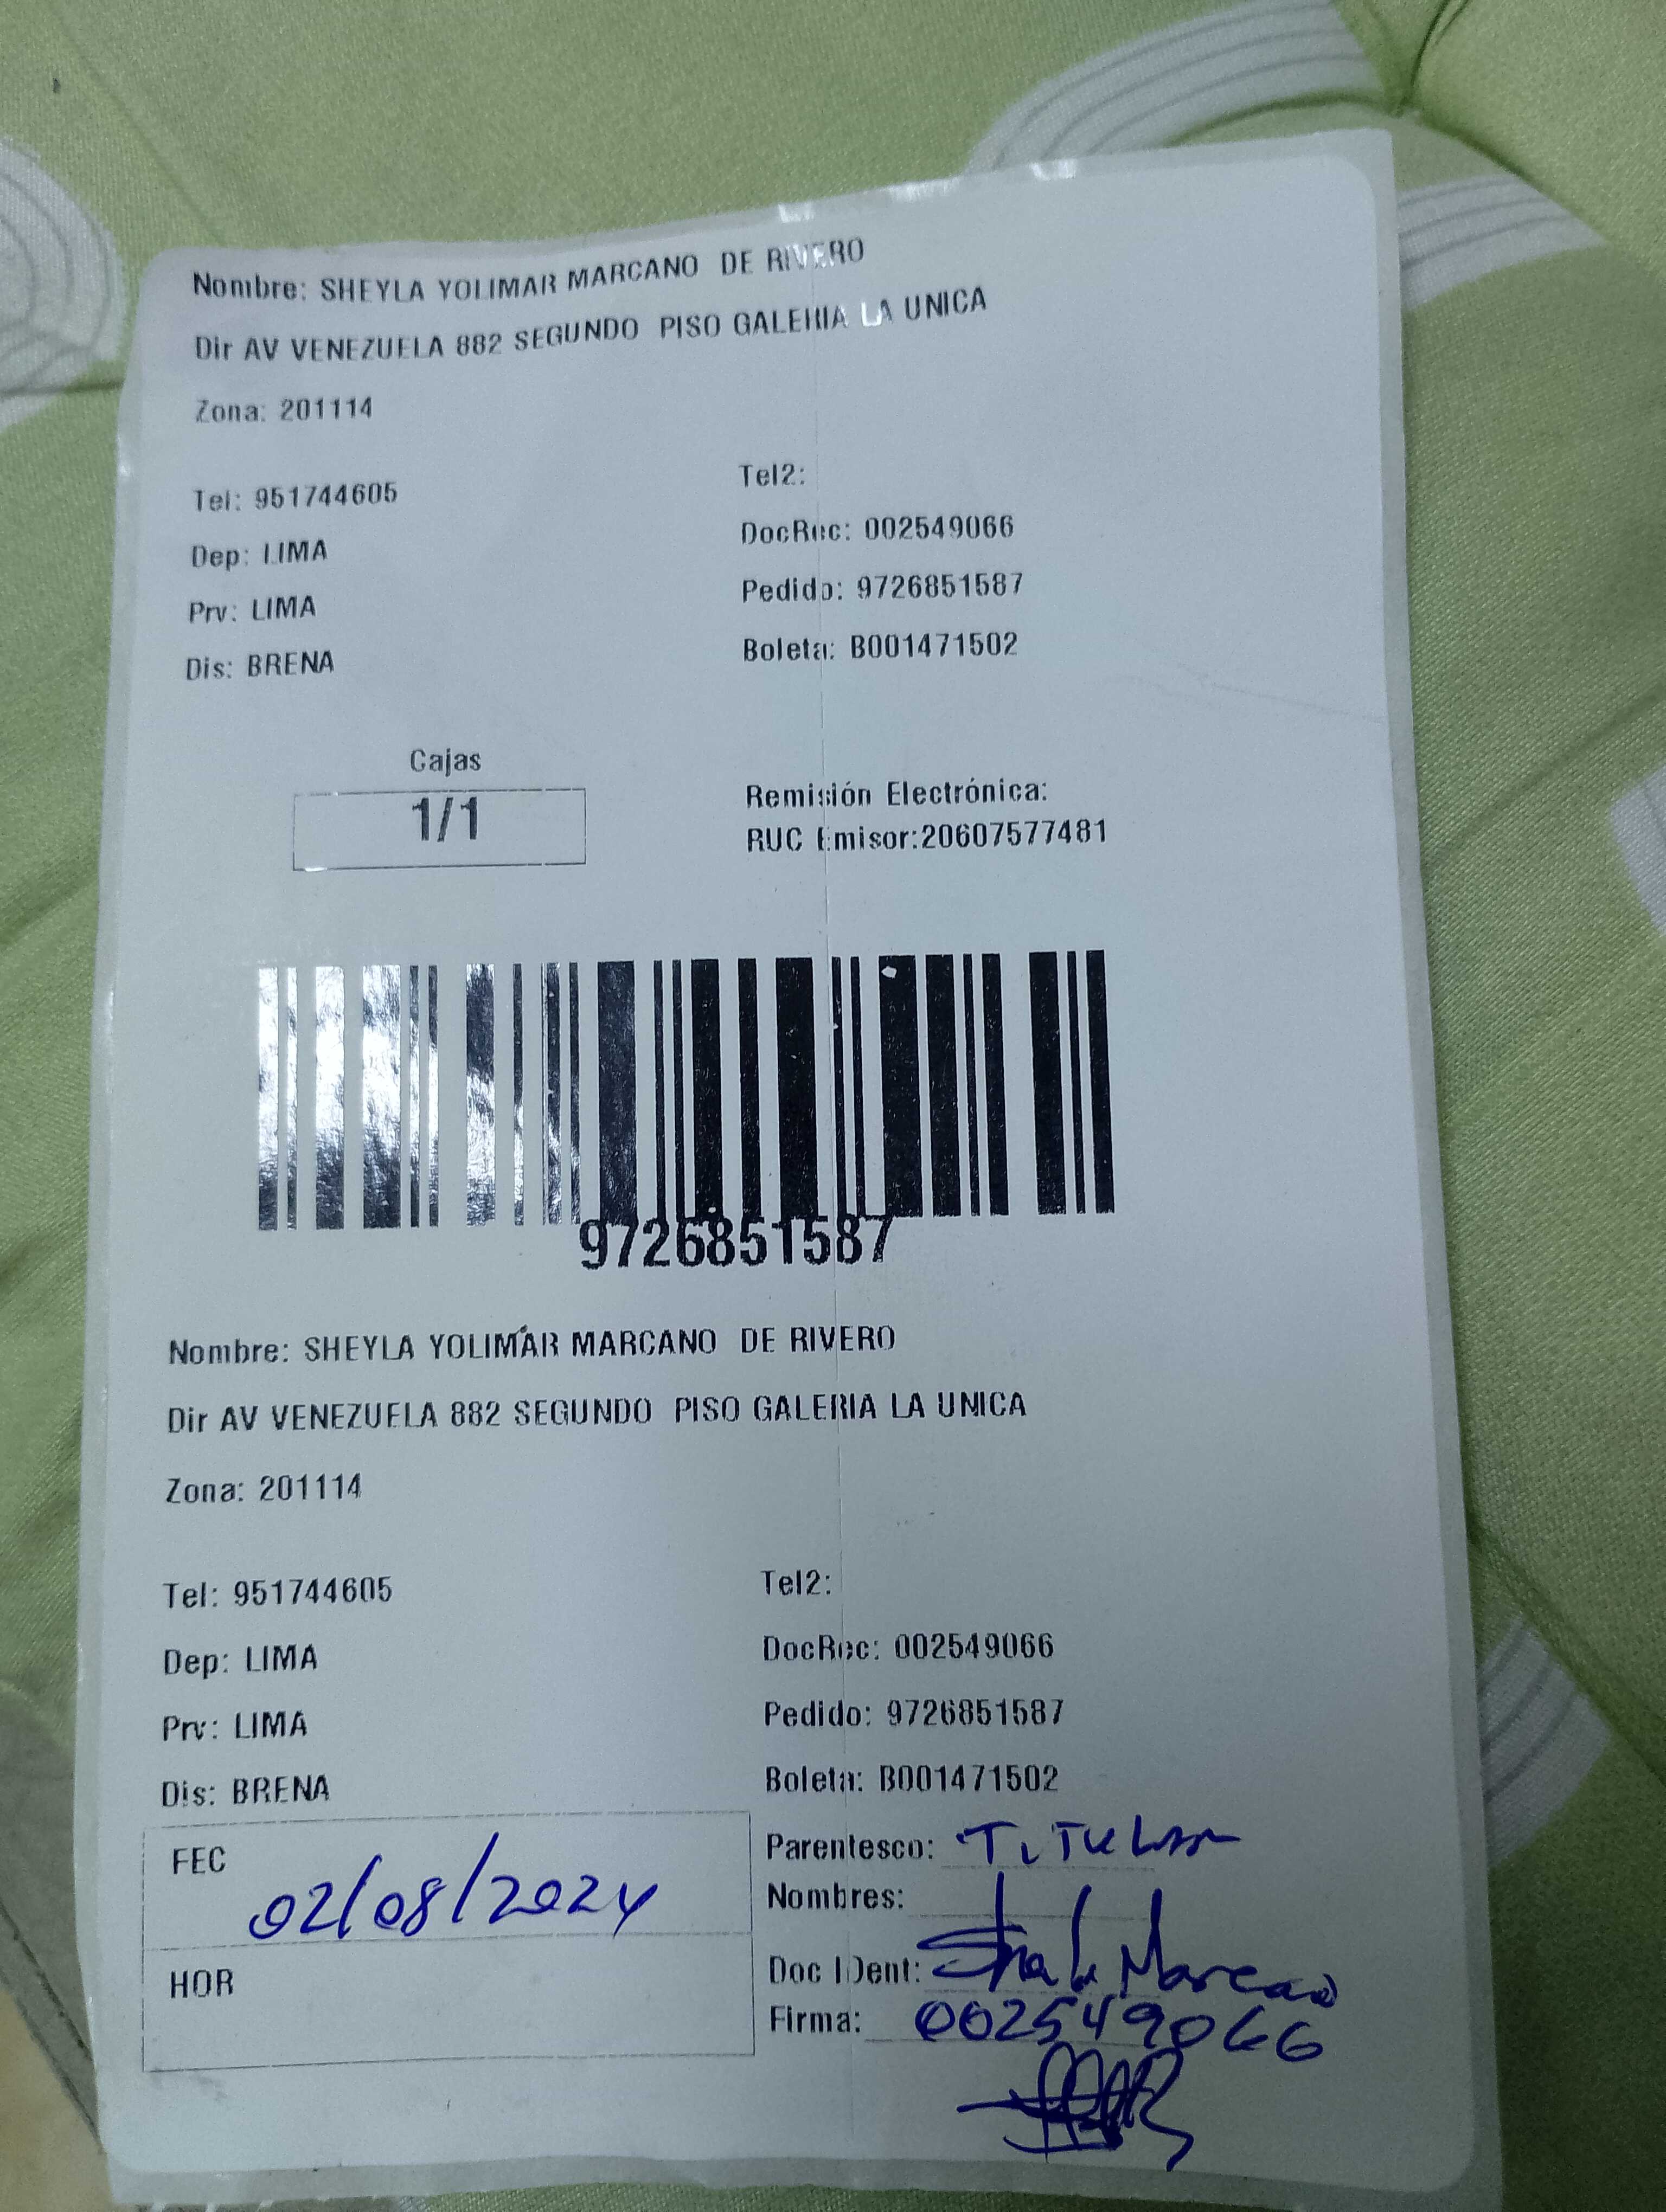 Nombre: SHEYLA YOLIMAR MARCANO DE RIVERO
Dir AV VENEZUELA 882 SEGUNDO PISO GALERIA LA UNICA
Zona: 201114
Tel: 951744605
Tel2:
Dep: LIMA
DocRec: 002549066
Prv: LIMA
Pedido: 9726851587
Dis: BRENA
Boleta: B001471502
Cajas
1/1
Remisión Electrónica:
RUC Emisor:20607577481
9726851587
Nombre: SHEYLA YOLIMAR MARCANO DE RIVERO
Dir AV VENEZUELA 882 SEGUNDO PISO GALERIA LA UNICA
Zona: 201114
Tel: 951744605
Tel2:
Dep: LIMA
DocRec: 002549066
Prv: LIMA
Pedido: 9726851587
Dis: BRENA
Boleta: B001471502
FEC
02/08/2024
HOR
Parentesco: Titular
Nombres:
Doc IDent: Marcano
Firma: 002549066